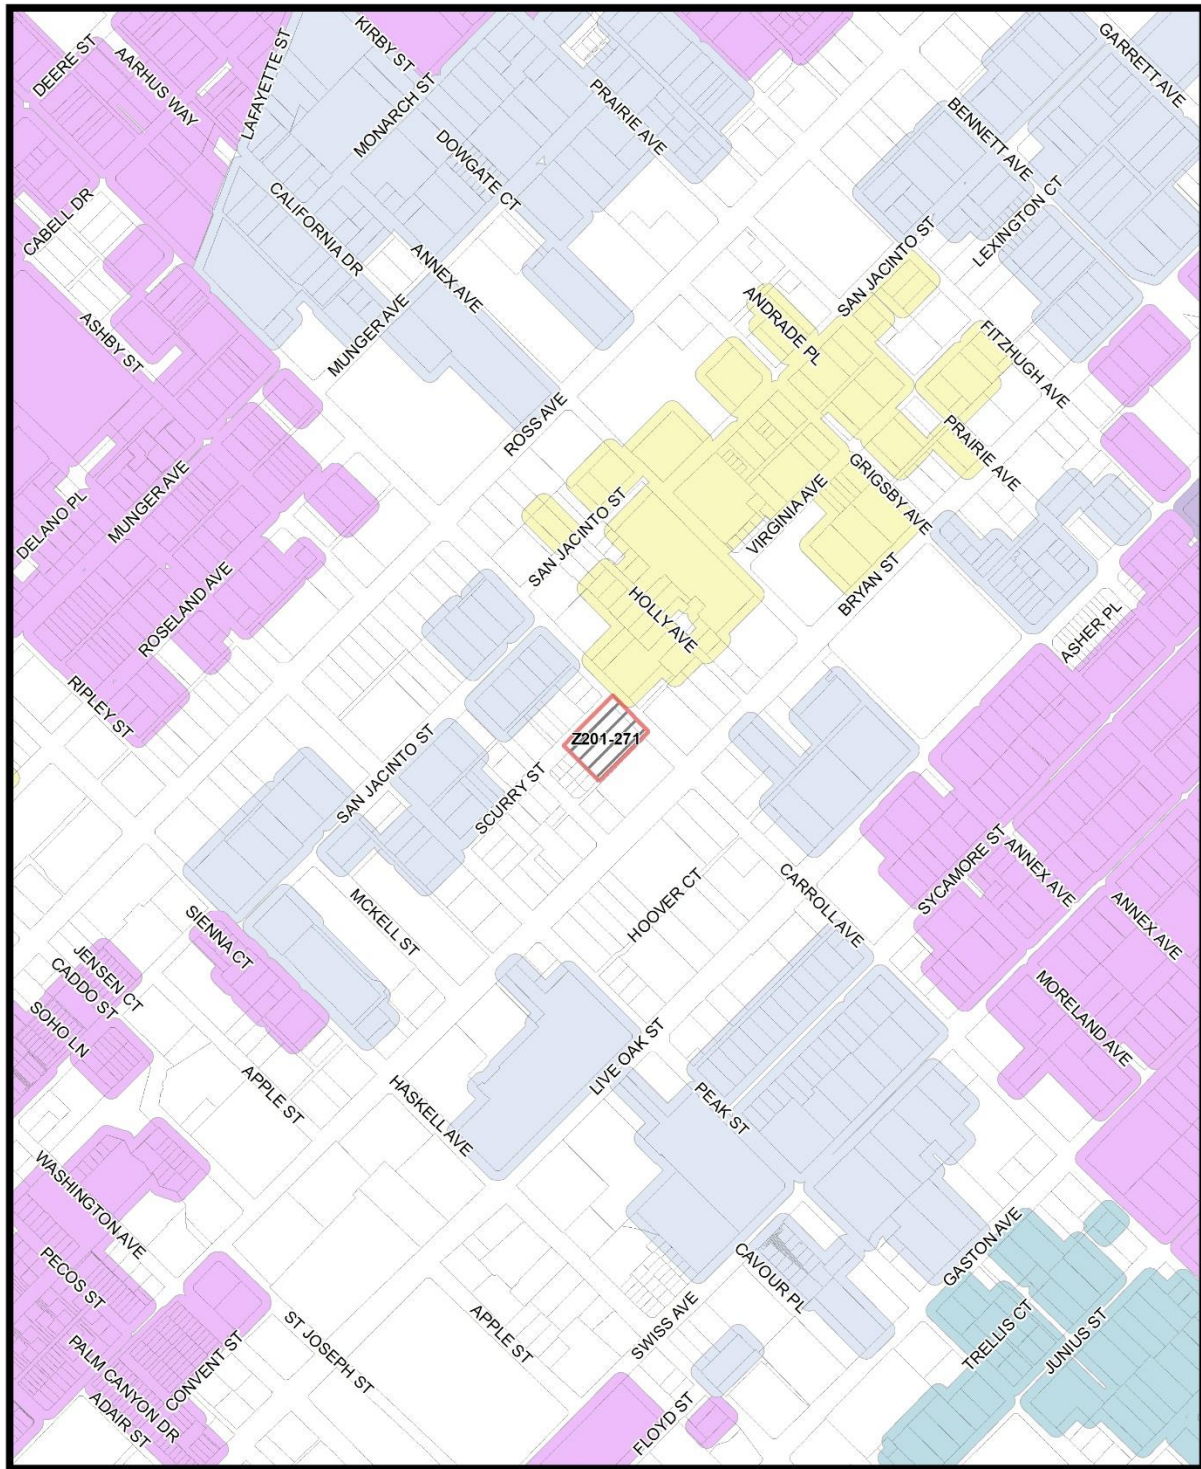 KIRBY ST
GARRETT AVE
DEERE ST
AARHUS WAY
LAFAYETTE ST
MONARCH ST
PRAIRIE AVE
BENNETT AVE
DOWGATE CT
CABELL DR
CALIFORNIA DR
LEXINGTON CT
SAN JACINTO ST
ANNEX AVE
ASHBY ST
MUNGER AVE
ANDRADE PL
FITZHUGH AVE
ROSS AVE
PRAIRIE AVE
DELANO PL
MUNGER AVE
SAN JACINTO ST
VIRGINIA AVE
GRIGSBY AVE
BRYAN ST
ROSELAND AVE
HOLLY AVE
ASHER PL
RIPLEY ST
Z201-271
SAN JACINTO ST
SCURRY ST
SYCAMORE ST
ANNEX AVE
ANNEX AVE
MCKELL ST
HOOVER CT
CARROLL AVE
SIENNA CT
JENSEN CT
CADDO ST
SOHO LN
MORELAND AVE
APPLE ST
HASKELL AVE
LIVE OAK ST
PEAK ST
WASHINGTON AVE
PECOS ST
GASTON AVE
CAVOUR PL
SWISS AVE
APPLE ST
ST JOSEPH ST
CONVENT ST
PALM CANYON DR
ADAIR ST
TRELLIS CT
JUNIUS ST
FLOYD ST